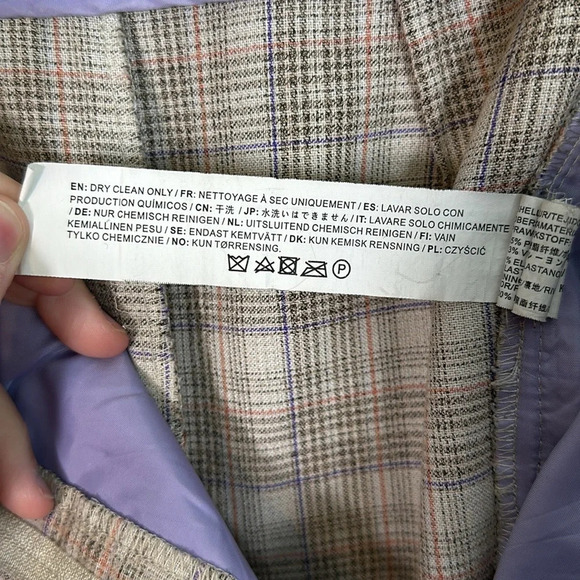 EN: DRY CLEAN ONLY / FR: NETTOYAGE À SEC UNIQUEMENT / ES: LAVAR SOLO CON
PRODUCTION QUÍMICOS / CN: 干洗 / JP: 水洗いはできません / IT: LAVARE SOLO CHIMICAMENTE
/ DE: NUR CHEMISCH REINIGEN / NL: UITSLUITEND CHEMISCH REINIGEN / FI: VAIN
KEMIALLINEN PESU / SE: ENDAST KEMTVÄTT / DK: KUN KEMISK RENSNING / PL: CZYŚCIĆ
TYLKO CHEMICZNIE / NO: KUN TØRRENSING.
P